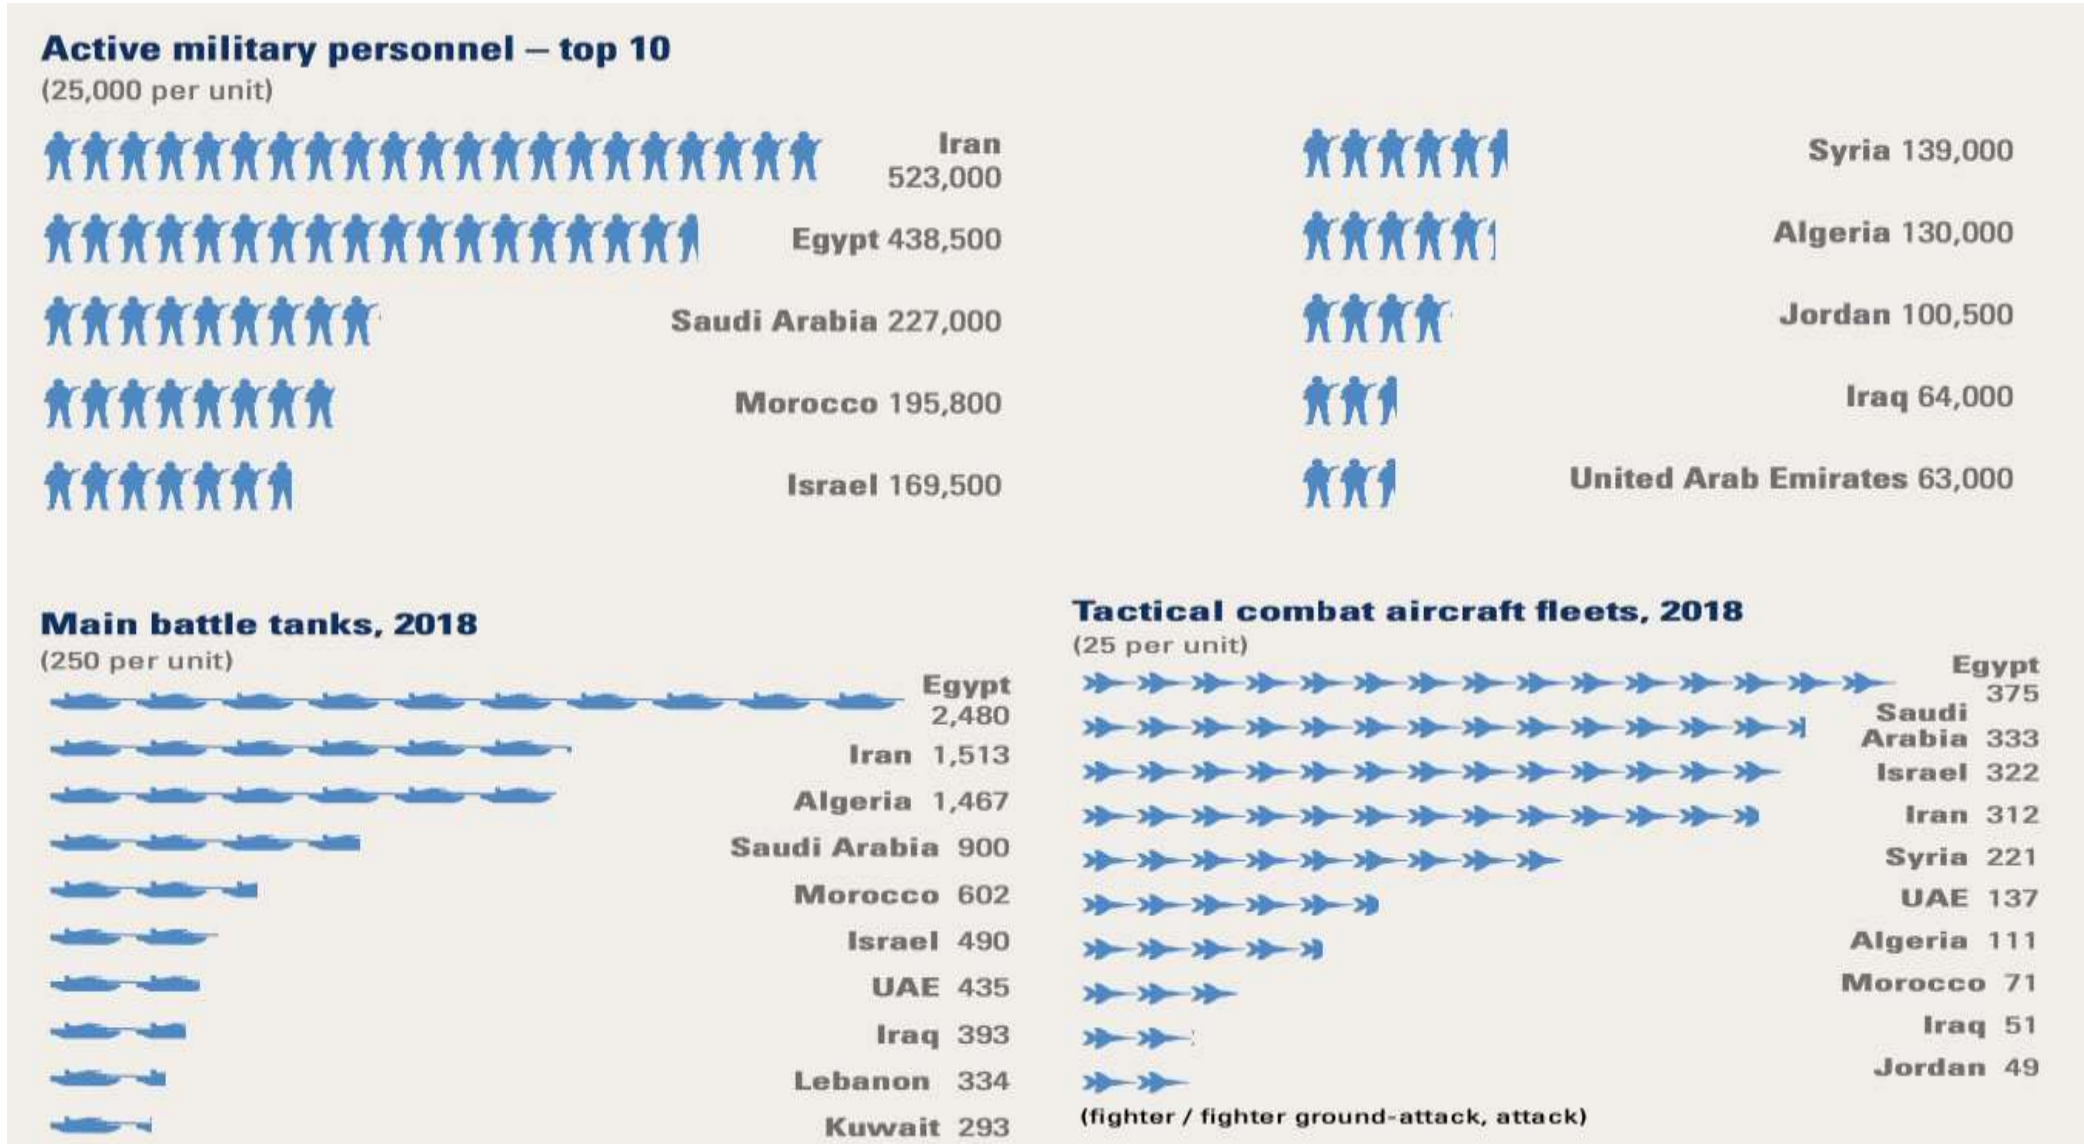 Active military personnel – top 10
(25,000 per unit)
Iran
523,000
Egypt 438,500
Saudi Arabia 227,000
Morocco 195,800
Israel 169,500
Syria 139,000
Algeria 130,000
Jordan 100,500
Iraq 64,000
United Arab Emirates 63,000
Main battle tanks, 2018
(250 per unit)
Egypt
2,480
Iran 1,513
Algeria 1,467
Saudi Arabia 900
Morocco 602
Israel 490
UAE 435
Iraq 393
Lebanon 334
Kuwait 293
Tactical combat aircraft fleets, 2018
(25 per unit)
Egypt
375
Saudi
Arabia 333
Israel 322
Iran 312
Syria 221
UAE 137
Algeria 111
Morocco 71
Iraq 51
Jordan 49
(fighter / fighter ground-attack, attack)